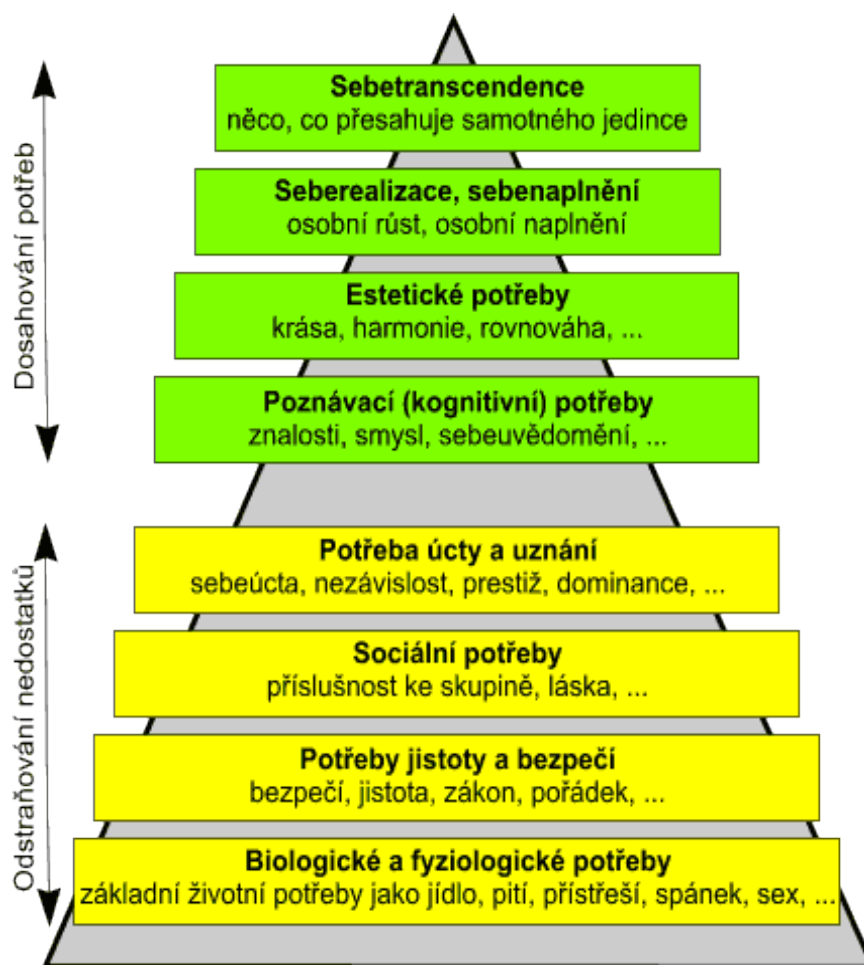 Sebetranscendence
něco, co přesahuje samotného jedince
Seberealizace, sebenaplnění
osobní růst, osobní naplnění
Estetické potřeby
krása, harmonie, rovnováha, ...
Poznávací (kognitivní) potřeby
znalosti, smysl, sebeuvědomění, ...
Dosahování potřeb
Potřeba úcty a uznání
sebeúcta, nezávislost, prestiž, dominance, ...
Sociální potřeby
příslušnost ke skupině, láska, ...
Potřeby jistoty a bezpečí
bezpečí, jistota, zákon, pořádek, ...
Biologické a fyziologické potřeby
základní životní potřeby jako jídlo, pití, přístřeší, spánek, sex, ...
Odstraňování nedostatků